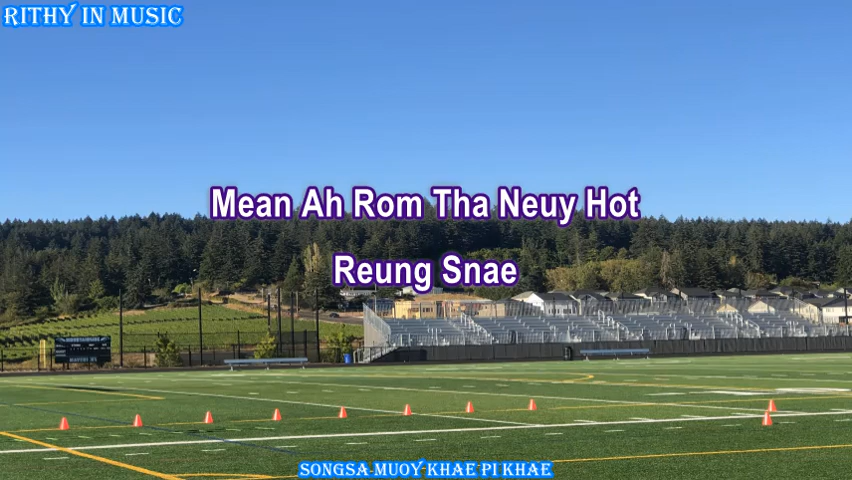 RITHY IN MUSIC
Mean Ah Rom Tha Neuy Hot
Reung Snae
SONGSA MUOY KHAE PI KHAE